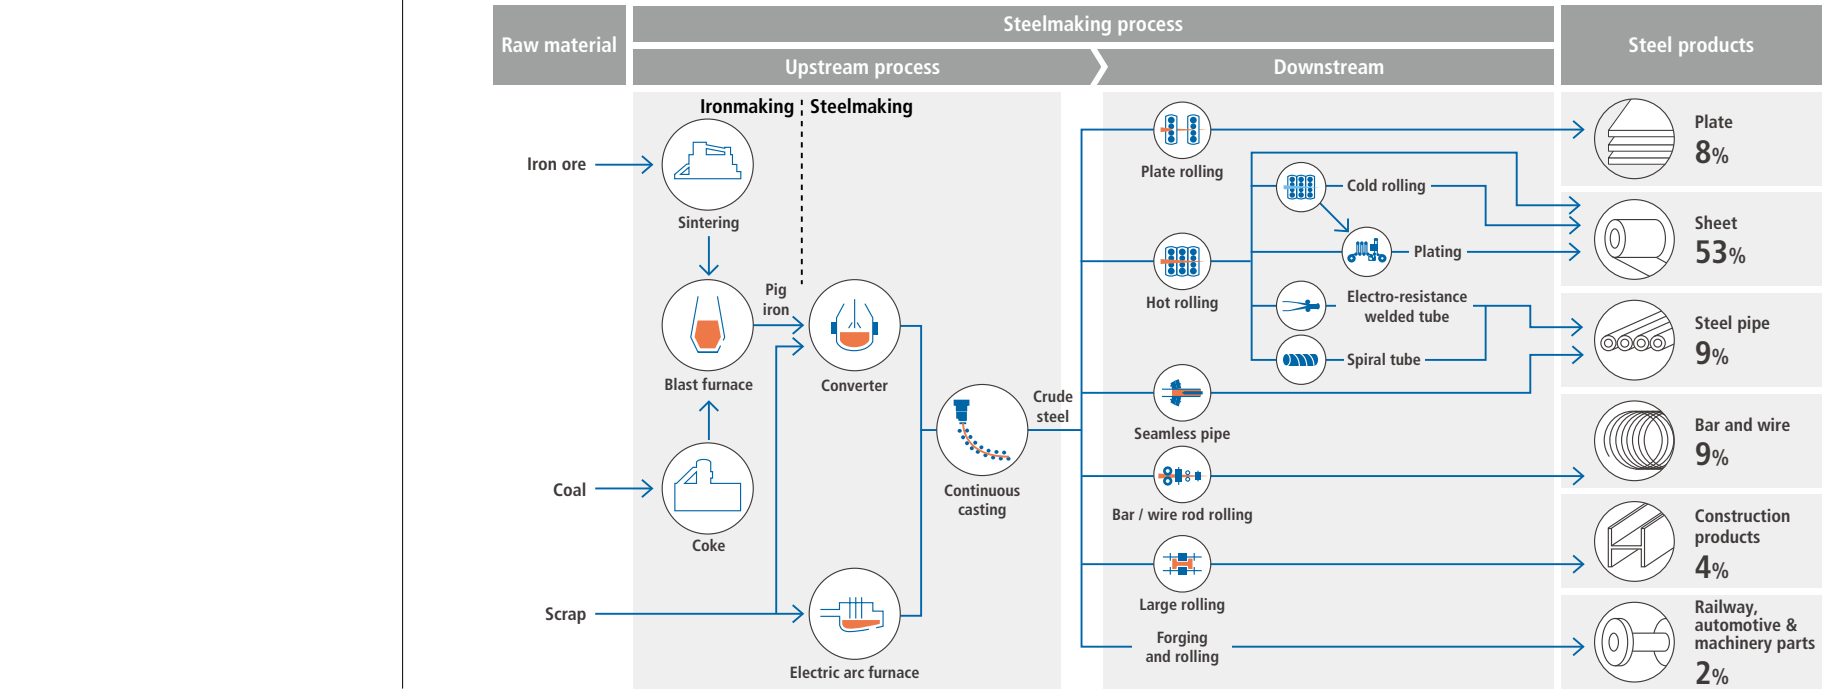 Raw material
Steelmaking process
Upstream process
Downstream
Steel products
Ironmaking
Steelmaking
Iron ore
Sintering
Pig
iron
Blast furnace
Converter
Coal
Coke
Scrap
Electric arc furnace
Continuous
casting
Crude
steel
Plate rolling
Hot rolling
Cold rolling
Plating
Electro-resistance
welded tube
Spiral tube
Seamless pipe
Bar / wire rod rolling
Large rolling
Forging
and rolling
Plate
8%
Sheet
53%
Steel pipe
9%
Bar and wire
9%
Construction
products
4%
Railway,
automotive &
machinery parts
2%